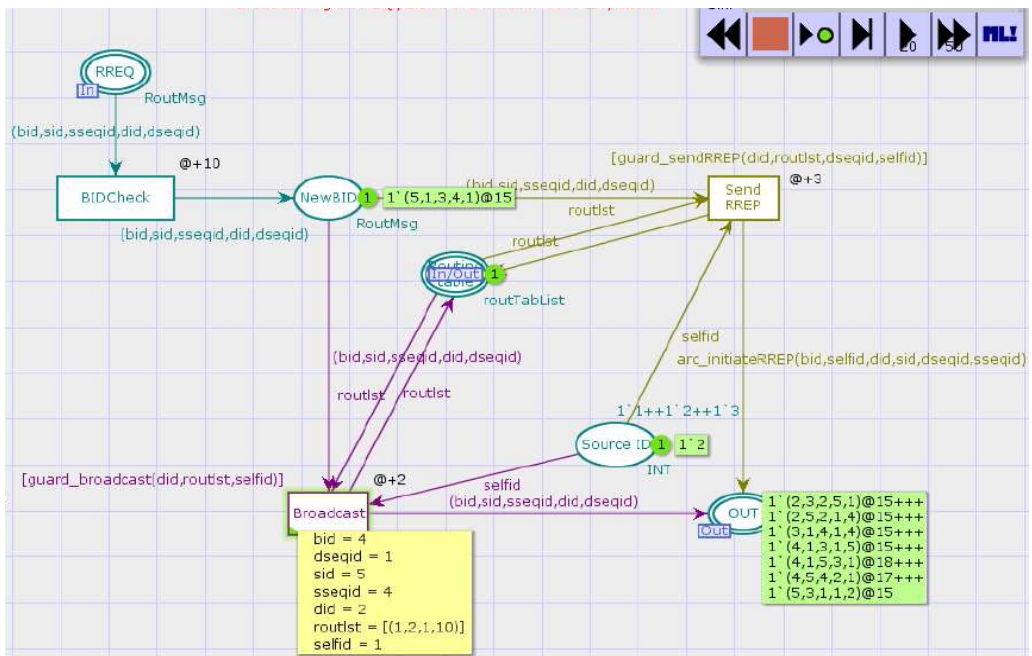 RREQ
In
RoutMsg
(bid,sid,sseqid,did,dseqid)
@+10
BIDCheck
(bid,sid,sseqid,did,dseqid)
NewBID
1
1`(5,1,3,4,1)@15
RoutMsg
(bid,sid,sseqid,did,dseqid)
[guard_sendRREP(did,routlst,dseqid,selfid)]
@+3
Send
RREP
routlst
routlst
In/Out
1
table
routTabList
(bid,sid,sseqid,did,dseqid)
routlst
routlst
selfid
arc_initiateRREP(bid,selfid,did,sid,dseqid,sseqid)
1`1++1`2++1`3
Source ID
1
1`2
INT
selfid
[guard_broadcast(did,routlst,selfid)]
@+2
(bid,sid,sseqid,did,dseqid)
Broadcast
OUT
Out
1`(2,3,2,5,1)@15+++
1`(2,5,2,1,4)@15+++
1`(3,1,4,1,4)@15+++
1`(4,1,3,1,5)@15+++
1`(4,1,5,3,1)@18+++
1`(4,5,4,2,1)@17+++
1`(5,3,1,1,2)@15
bid = 4
dseqid = 1
sid = 5
sseqid = 4
did = 2
routlst = [(1,2,1,10)]
selfid = 1
20
50
ML!